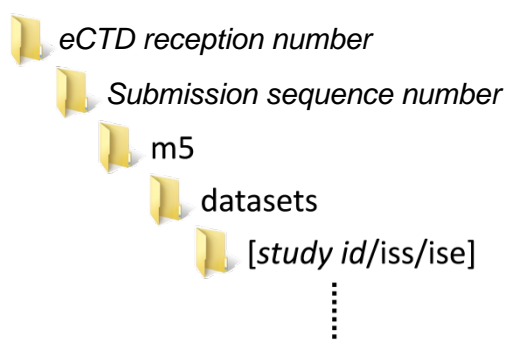 eCTD reception number
Submission sequence number
m5
datasets
[study id/iss/ise]